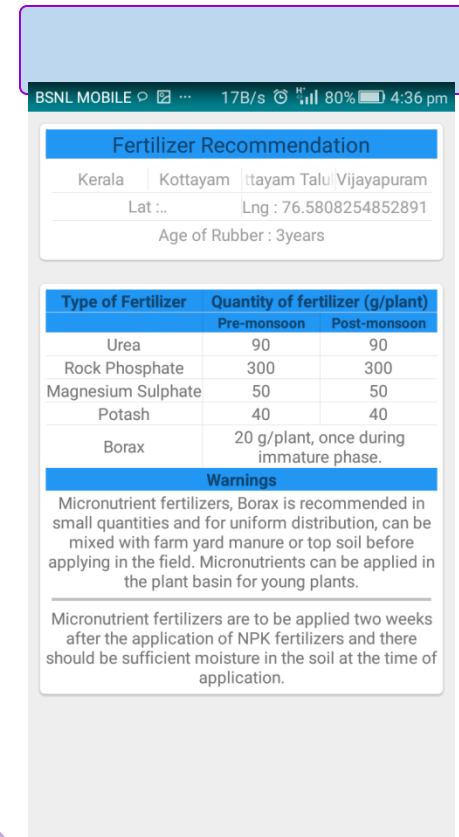 BSNL MOBILE ... 17B/s H+ 80% 4:36 pm
Fertilizer Recommendation
Kerala Kottayam ttayam Talu Vijayapuram
Lat :.. Lng : 76.5808254852891
Age of Rubber : 3years
Type of Fertilizer Quantity of fertilizer (g/plant)
Pre-monsoon Post-monsoon
Urea 90 90
Rock Phosphate 300 300
Magnesium Sulphate 50 50
Potash 40 40
Borax 20 g/plant, once during
immature phase.
Warnings
Micronutrient fertilizers, Borax is recommended in
small quantities and for uniform distribution, can be
mixed with farm yard manure or top soil before
applying in the field. Micronutrients can be applied in
the plant basin for young plants.
Micronutrient fertilizers are to be applied two weeks
after the application of NPK fertilizers and there
should be sufficient moisture in the soil at the time of
application.